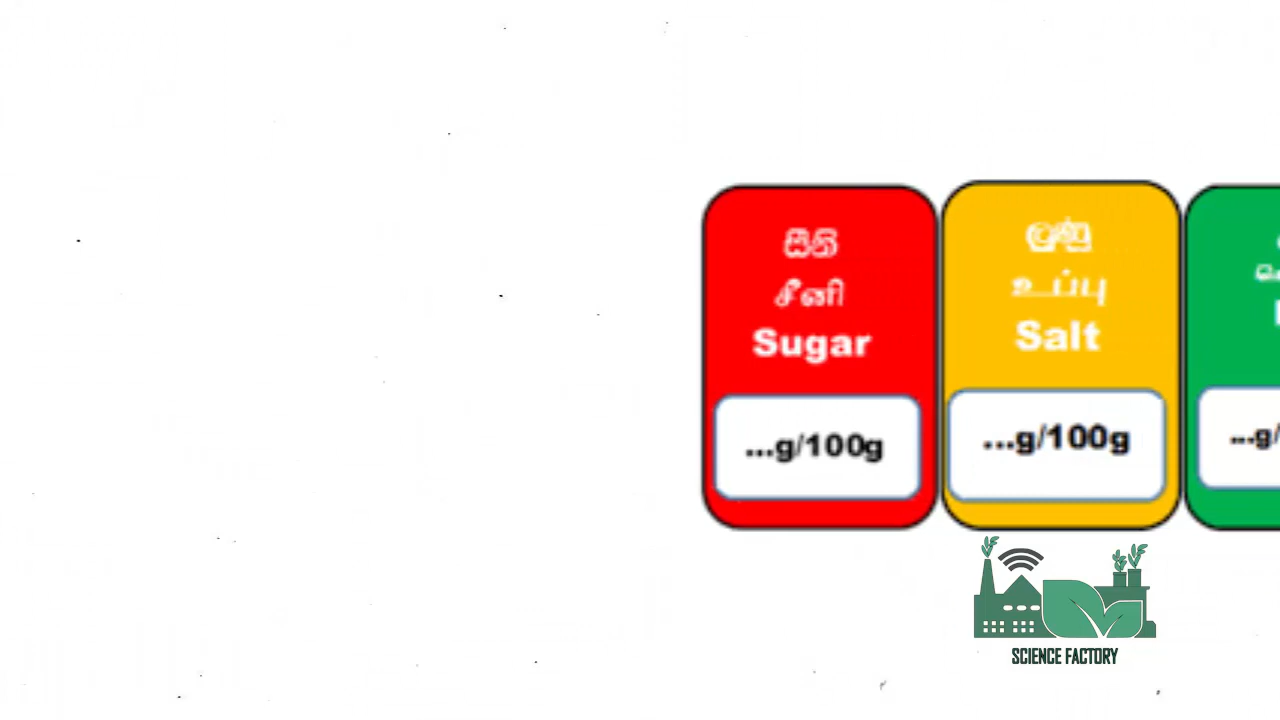 සීනි
சீனி
Sugar
...g/100g
ලුණු
உப்பு
Salt
...g/100g
...g/
SCIENCE FACTORY